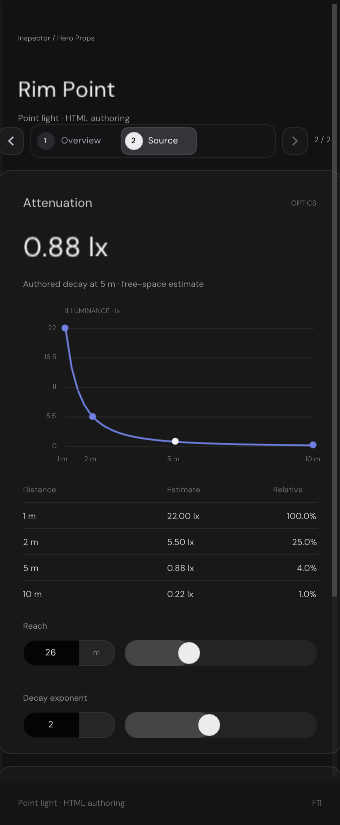 Inspector / Hero Props
Rim Point
Point light · HTML authoring
1 Overview 2 Source 2 / 2
Attenuation OPTICS
0.88 lx
Authored decay at 5 m · free-space estimate
ILLUMINANCE · lx
22
16.5
11
5.5
0
1 m 2 m 5 m 10 m
Distance Estimate Relative
1 m 22.00 lx 100.0%
2 m 5.50 lx 25.0%
5 m 0.88 lx 4.0%
10 m 0.22 lx 1.0%
Reach
26 m
Decay exponent
2
Point light · HTML authoring F11